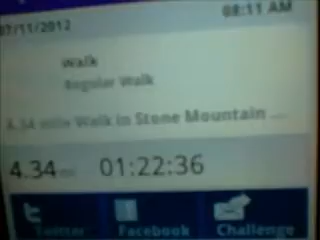 07/11/2012 08:11 AM
Walk
Regular Walk
4.34 mile Walk in Stone Mountain ...
4.34 mi 01:22:36
Twitter Facebook Challenge